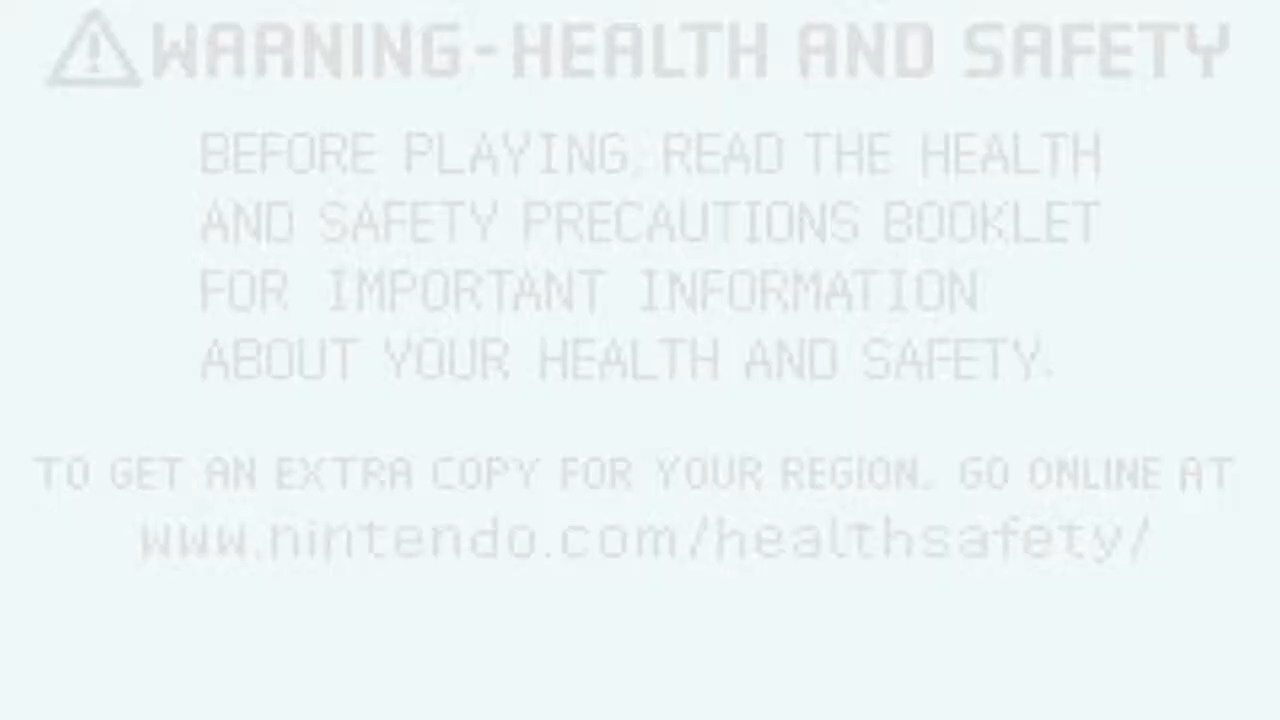 WARNING-HEALTH AND SAFETY
BEFORE PLAYING, READ THE HEALTH
AND SAFETY PRECAUTIONS BOOKLET
FOR IMPORTANT INFORMATION
ABOUT YOUR HEALTH AND SAFETY.
TO GET AN EXTRA COPY FOR YOUR REGION, GO ONLINE AT
www.nintendo.com/healthsafety/